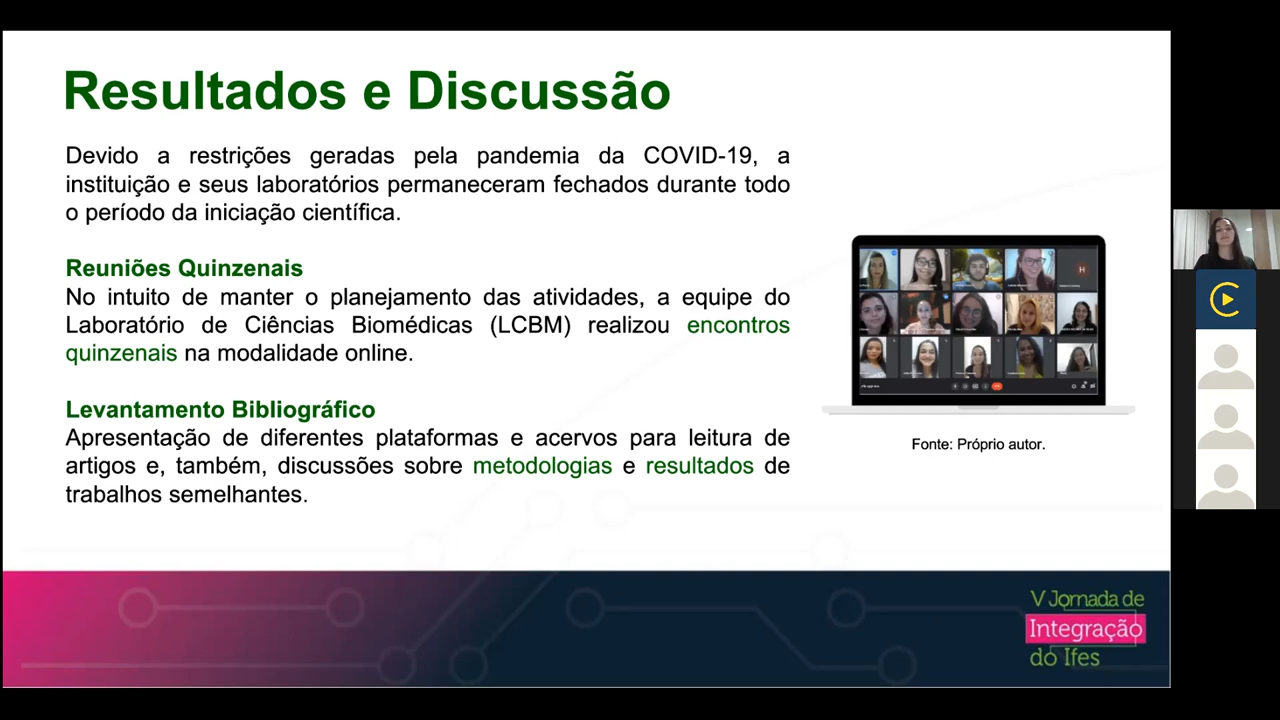 Resultados e Discussão
Devido a restrições geradas pela pandemia da COVID-19, a
instituição e seus laboratórios permaneceram fechados durante todo
o período da iniciação científica.
Reuniões Quinzenais
No intuito de manter o planejamento das atividades, a equipe do
Laboratório de Ciências Biomédicas (LCBM) realizou encontros
quinzenais na modalidade online.
Levantamento Bibliográfico
Apresentação de diferentes plataformas e acervos para leitura de
artigos e, também, discussões sobre metodologias e resultados de
trabalhos semelhantes.
H
Fonte: Próprio autor.
V Jornada de
Integração
do Ifes